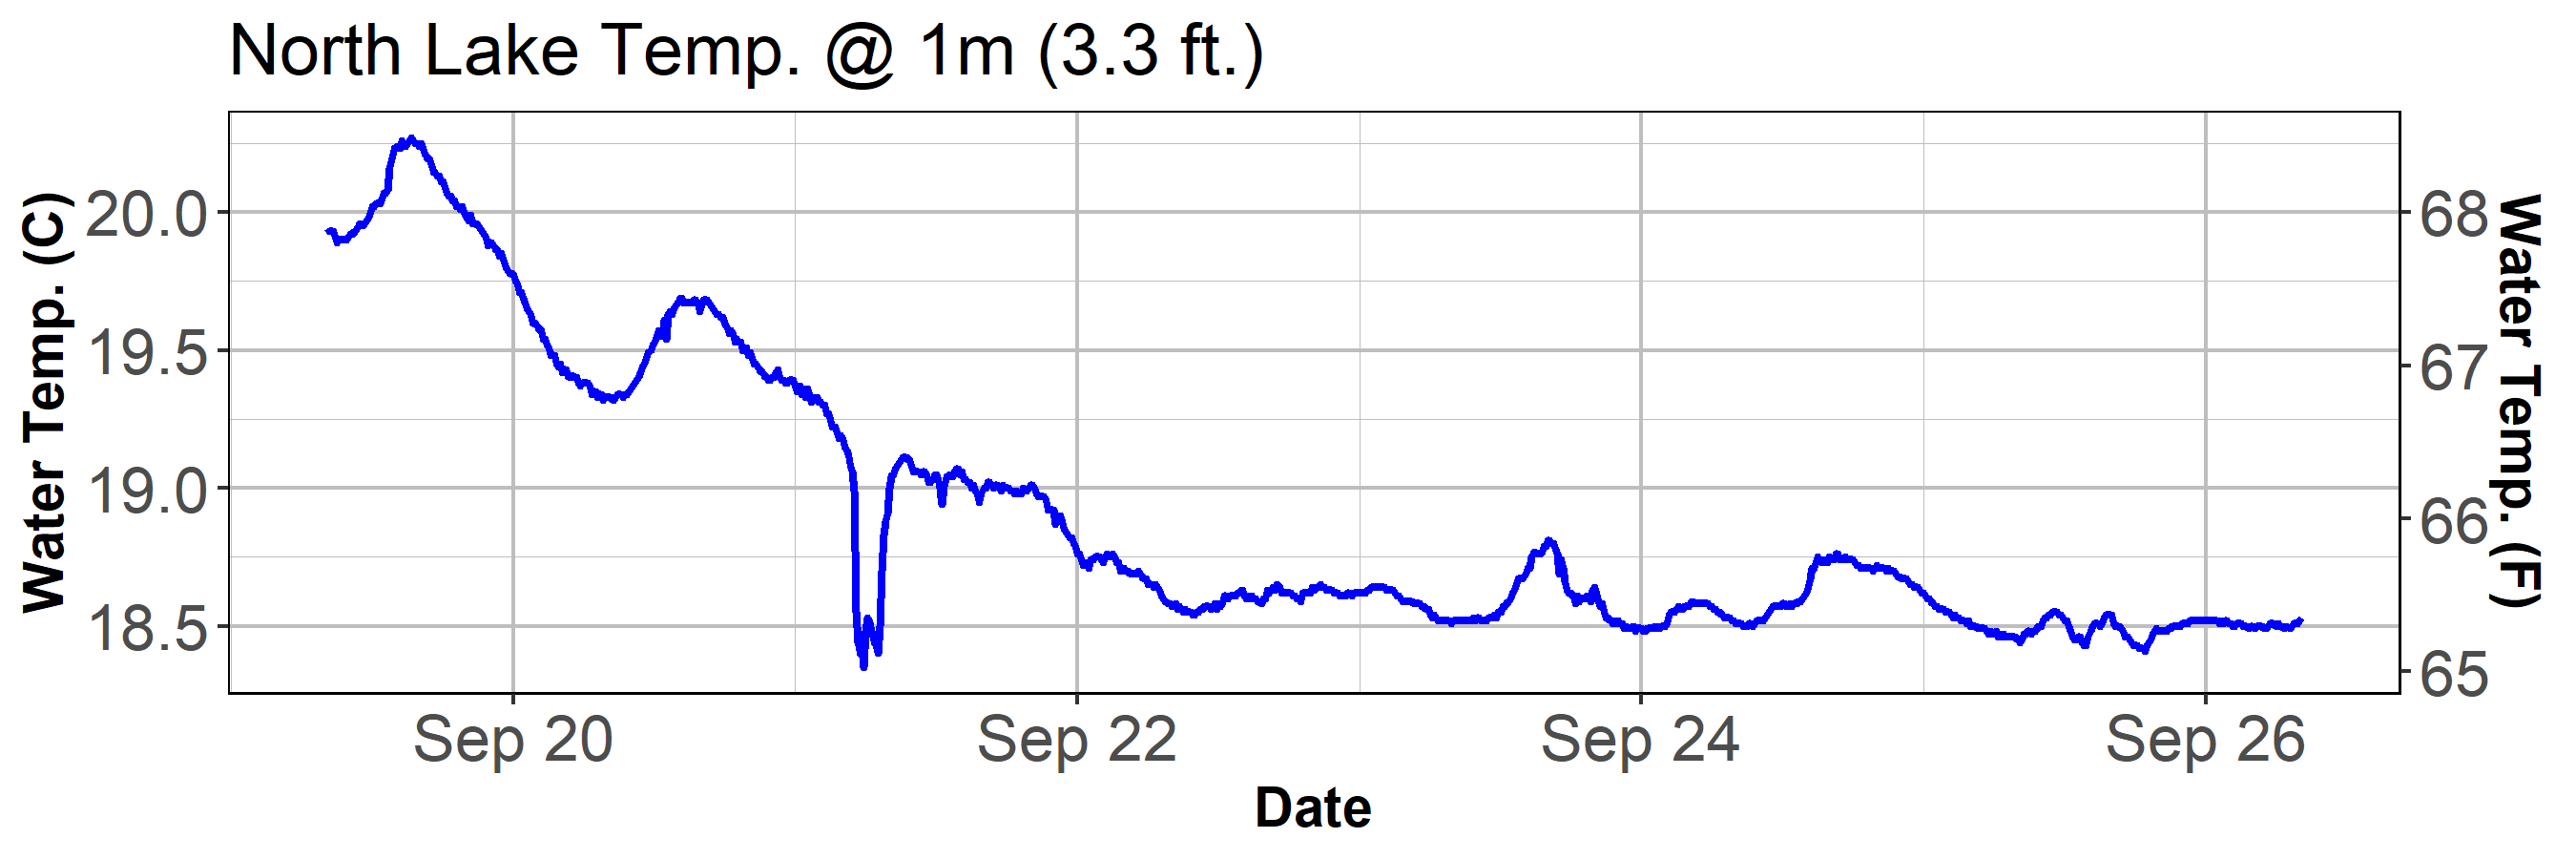 North Lake Temp. @ 1m (3.3 ft.)
Water Temp. (C)
20.0
19.5
19.0
18.5
68
67
66
65
Water Temp. (F)
Sep 20 Sep 22 Sep 24 Sep 26
Date